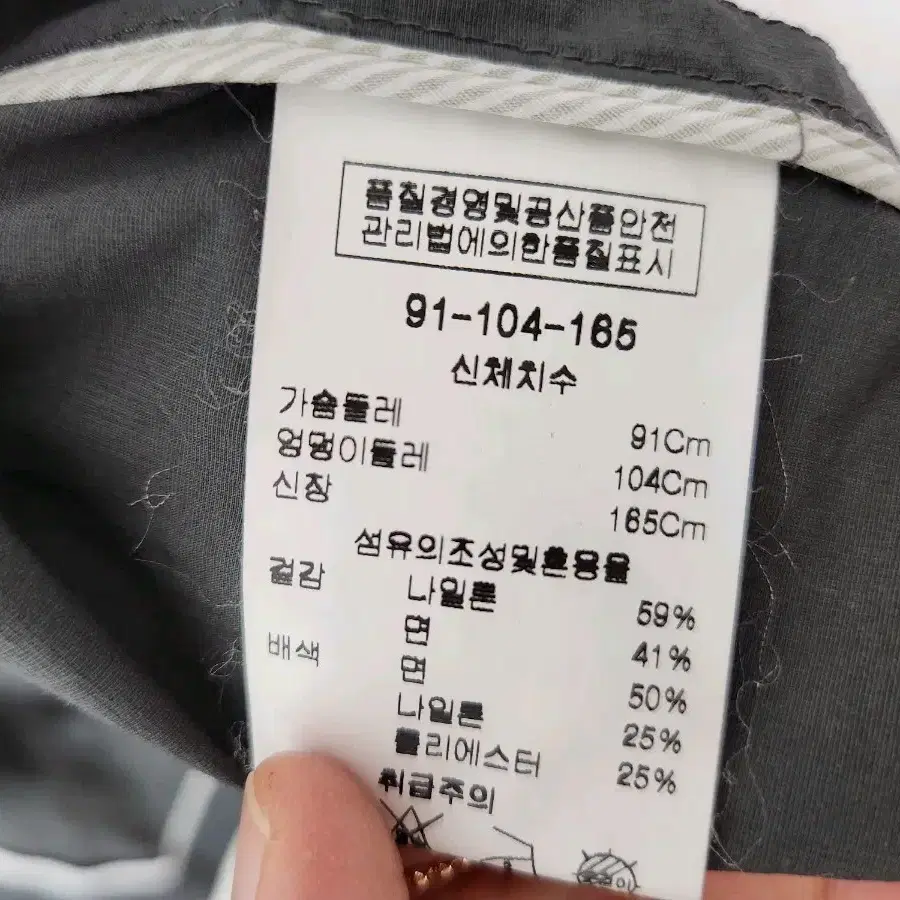 품질경영및공산품안전
관리법에의한품질표시
91-104-165
신체치수
가슴둘레 91Cm
엉덩이둘레 104Cm
신장 165Cm
섬유의조성및혼용율
겉감 나일론 59%
면 41%
배색 면 50%
나일론 25%
폴리에스터 25%
취급주의